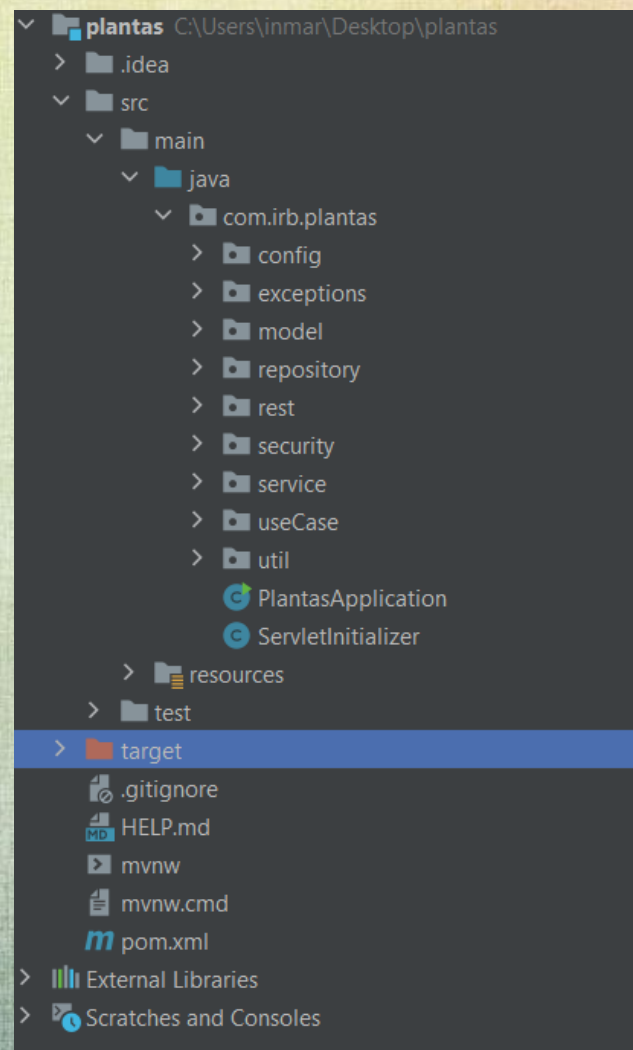 plantas C:\Users\inmar\Desktop\plantas
.idea
src
main
java
com.irb.plantas
config
exceptions
model
repository
rest
security
service
useCase
util
C PlantasApplication
C ServletInitializer
resources
test
target
.gitignore
MD HELP.md
mvnw
mvnw.cmd
m pom.xml
External Libraries
Scratches and Consoles